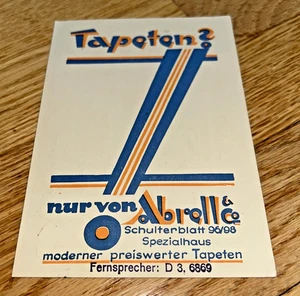 Tapeten?
nur von Abrell & Co
Schulterblatt 96/98
Spezialhaus
moderner preiswerter Tapeten
Fernsprecher: D 3, 6869